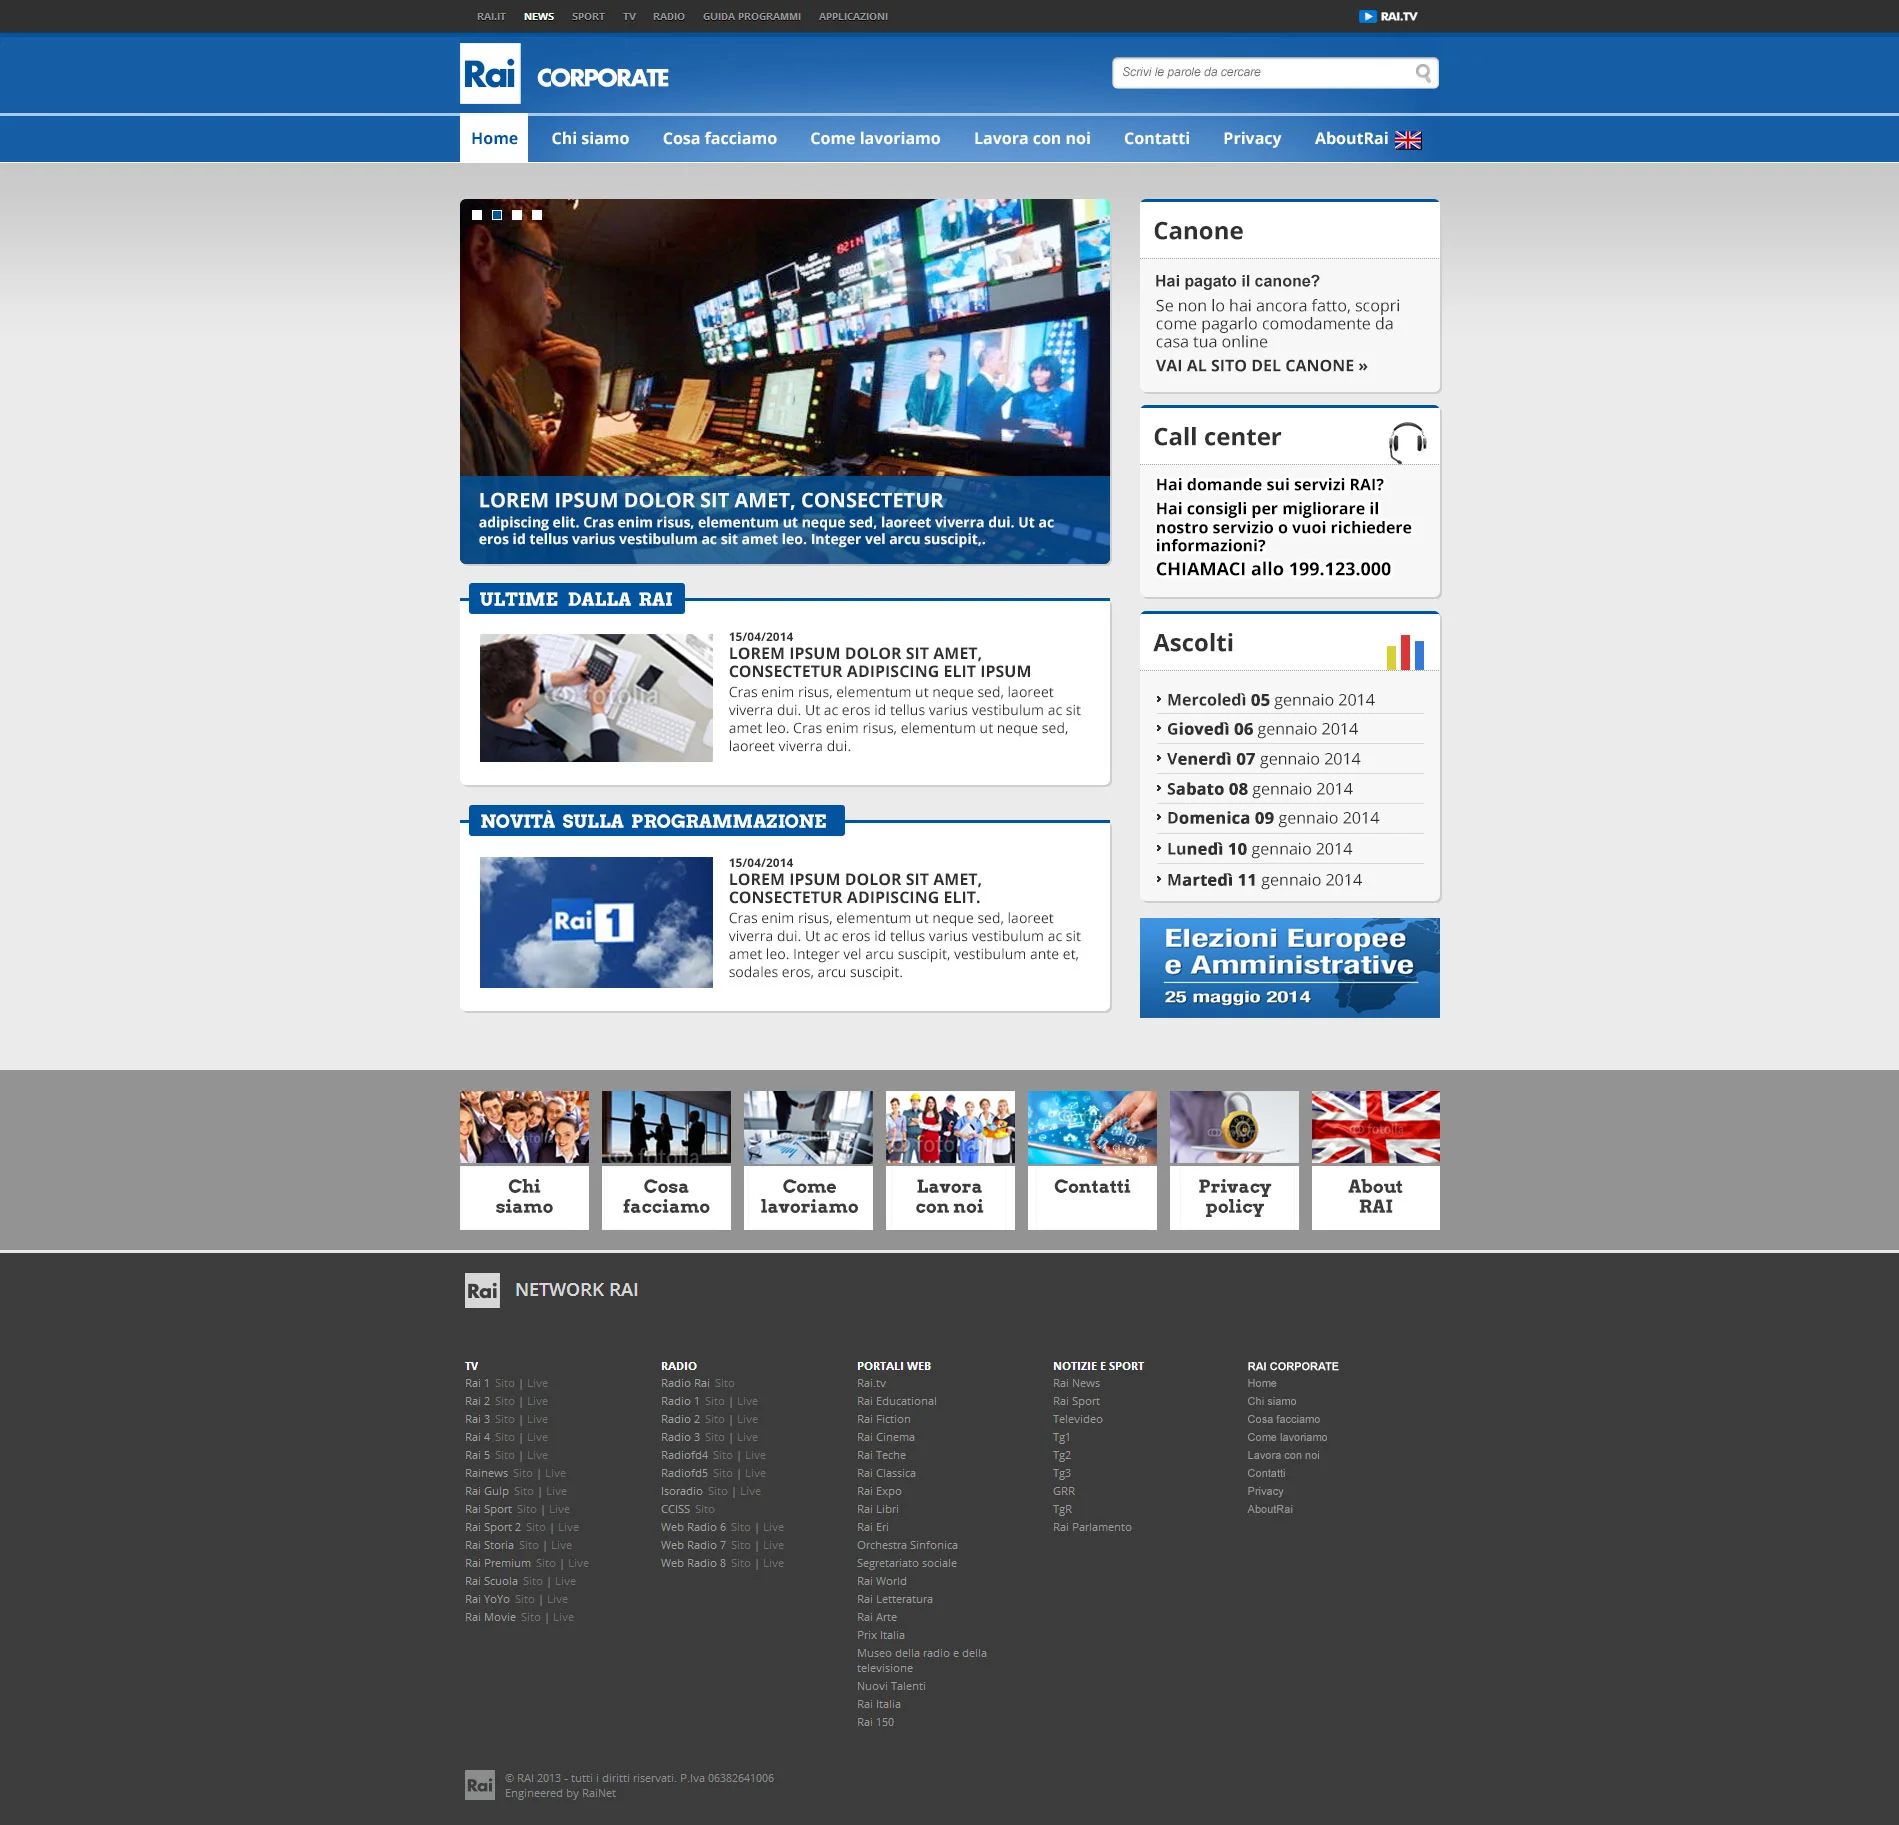 RAI.IT NEWS SPORT TV RADIO GUIDA PROGRAMMI APPLICAZIONI RAI.TV
Rai CORPORATE
Scrivi le parole da cercare
Home Chi siamo Cosa facciamo Come lavoriamo Lavora con noi Contatti Privacy AboutRai
LOREM IPSUM DOLOR SIT AMET, CONSECTETUR
adipiscing elit. Cras enim risus, elementum ut neque sed, laoreet viverra dui. Ut ac
eros id tellus varius vestibulum ac sit amet leo. Integer vel arcu suscipit,.
ULTIME DALLA RAI
fotolia
15/04/2014
LOREM IPSUM DOLOR SIT AMET,
CONSECTETUR ADIPISCING ELIT IPSUM
Cras enim risus, elementum ut neque sed, laoreet
viverra dui. Ut ac eros id tellus varius vestibulum ac sit
amet leo. Cras enim risus, elementum ut neque sed,
laoreet viverra dui.
NOVITÀ SULLA PROGRAMMAZIONE
Rai 1
15/04/2014
LOREM IPSUM DOLOR SIT AMET,
CONSECTETUR ADIPISCING ELIT.
Cras enim risus, elementum ut neque sed, laoreet
viverra dui. Ut ac eros id tellus varius vestibulum ac sit
amet leo. Integer vel arcu suscipit, vestibulum ante et,
sodales eros, arcu suscipit.
Canone
Hai pagato il canone?
Se non lo hai ancora fatto, scopri
come pagarlo comodamente da
casa tua online
VAI AL SITO DEL CANONE »
Call center
Hai domande sui servizi RAI?
Hai consigli per migliorare il
nostro servizio o vuoi richiedere
informazioni?
CHIAMACI allo 199.123.000
Ascolti
Mercoledì 05 gennaio 2014
Giovedì 06 gennaio 2014
Venerdì 07 gennaio 2014
Sabato 08 gennaio 2014
Domenica 09 gennaio 2014
Lunedì 10 gennaio 2014
Martedì 11 gennaio 2014
Elezioni Europee
e Amministrative
25 maggio 2014
Chi
siamo
Cosa
facciamo
Come
lavoriamo
Lavora
con noi
Contatti
Privacy
policy
About
RAI
Rai NETWORK RAI
TV
Rai 1 Sito | Live
Rai 2 Sito | Live
Rai 3 Sito | Live
Rai 4 Sito | Live
Rai 5 Sito | Live
Rainews Sito | Live
Rai Gulp Sito | Live
Rai Sport Sito | Live
Rai Sport 2 Sito | Live
Rai Storia Sito | Live
Rai Premium Sito | Live
Rai Scuola Sito | Live
Rai YoYo Sito | Live
Rai Movie Sito | Live
RADIO
Radio Rai Sito
Radio 1 Sito | Live
Radio 2 Sito | Live
Radio 3 Sito | Live
Radiofd4 Sito | Live
Radiofd5 Sito | Live
Isoradio Sito | Live
CCISS Sito
Web Radio 6 Sito | Live
Web Radio 7 Sito | Live
Web Radio 8 Sito | Live
PORTALI WEB
Rai.tv
Rai Educational
Rai Fiction
Rai Cinema
Rai Teche
Rai Classica
Rai Expo
Rai Libri
Rai Eri
Orchestra Sinfonica
Segretariato sociale
Rai World
Rai Letteratura
Rai Arte
Prix Italia
Museo della radio e della
televisione
Nuovi Talenti
Rai Italia
Rai 150
NOTIZIE E SPORT
Rai News
Rai Sport
Televideo
Tg1
Tg2
Tg3
GRR
TgR
Rai Parlamento
RAI CORPORATE
Home
Chi siamo
Cosa facciamo
Come lavoriamo
Lavora con noi
Contatti
Privacy
AboutRai
Rai © RAI 2013 - tutti i diritti riservati. P.Iva 06382641006
Engineered by RaiNet